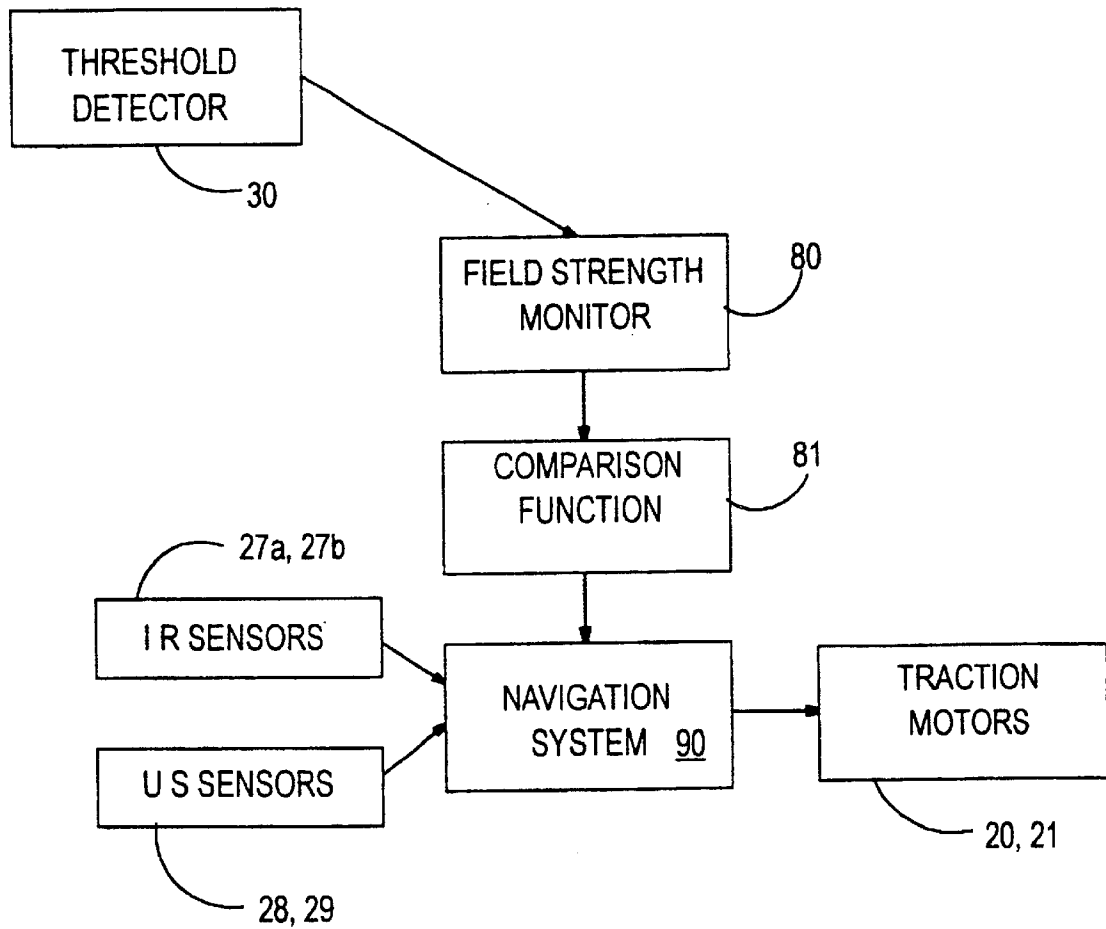 THRESHOLD
DETECTOR
30
FIELD STRENGTH
MONITOR
80
COMPARISON
FUNCTION
81
27a, 27b
I R SENSORS
NAVIGATION
SYSTEM 90
TRACTION
MOTORS
U S SENSORS
20, 21
28, 29